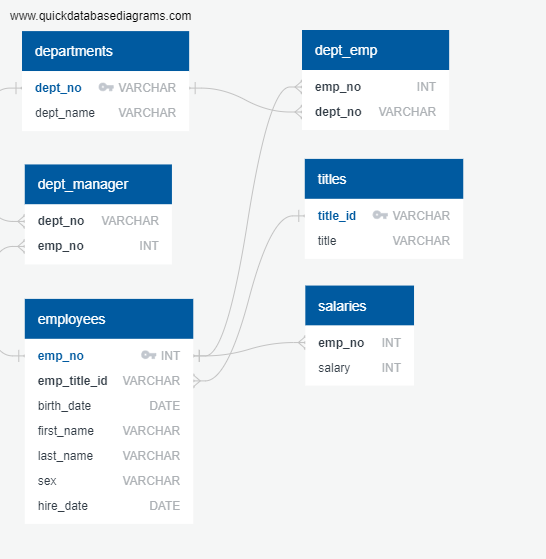 www.quickdatabasediagrams.com
departments
dept_no VARCHAR
dept_name VARCHAR
dept_manager
dept_no VARCHAR
emp_no INT
employees
emp_no INT
emp_title_id VARCHAR
birth_date DATE
first_name VARCHAR
last_name VARCHAR
sex VARCHAR
hire_date DATE
dept_emp
emp_no INT
dept_no VARCHAR
titles
title_id VARCHAR
title VARCHAR
salaries
emp_no INT
salary INT